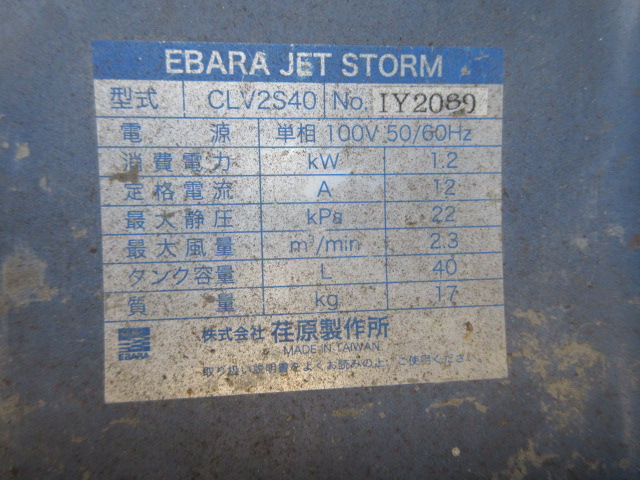 EBARA JET STORM
型式 CLV2S40 No. IY2089
電源 単相 100V 50/60Hz
消費電力 kW 1.2
定格電流 A 12
最大静圧 kPa 22
最大風量 m³/min 2.3
タンク容量 L 40
質量 kg 17
EBARA
株式会社 荏原製作所
MADE IN TAIWAN
取り扱い説明書をよくお読みの上、ご使用ください